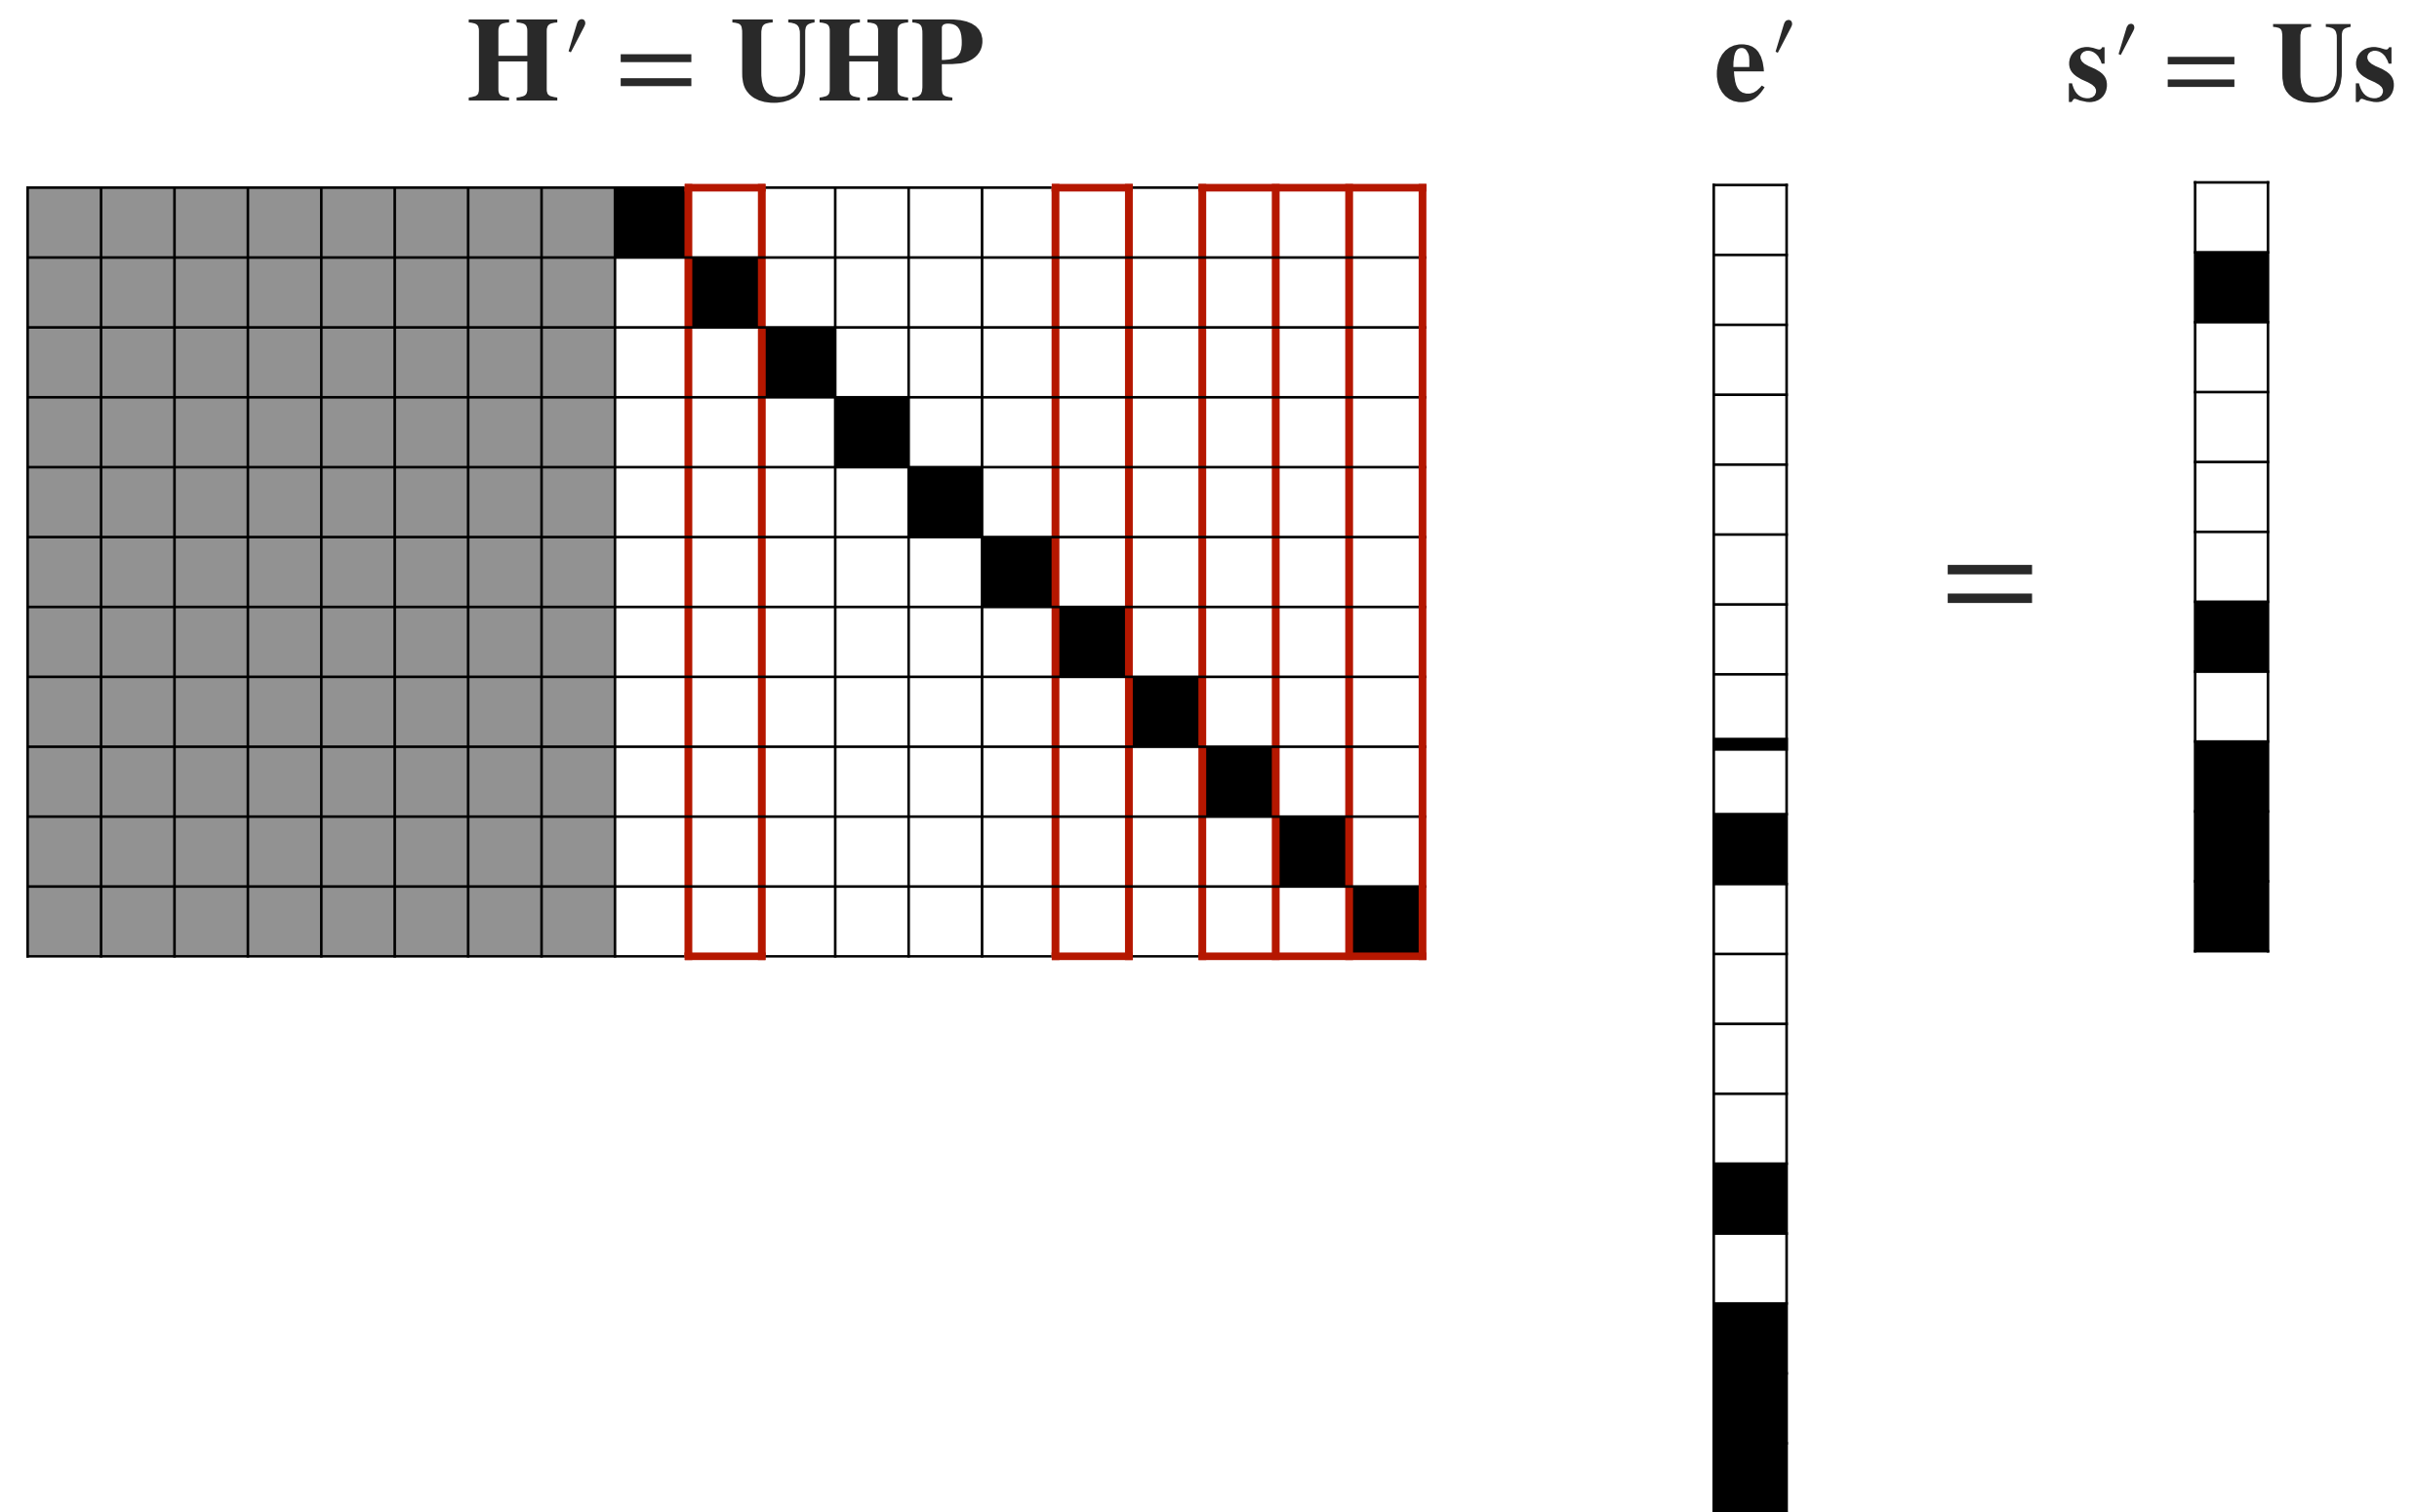 H′ = UHP e′ s′ = Us
=